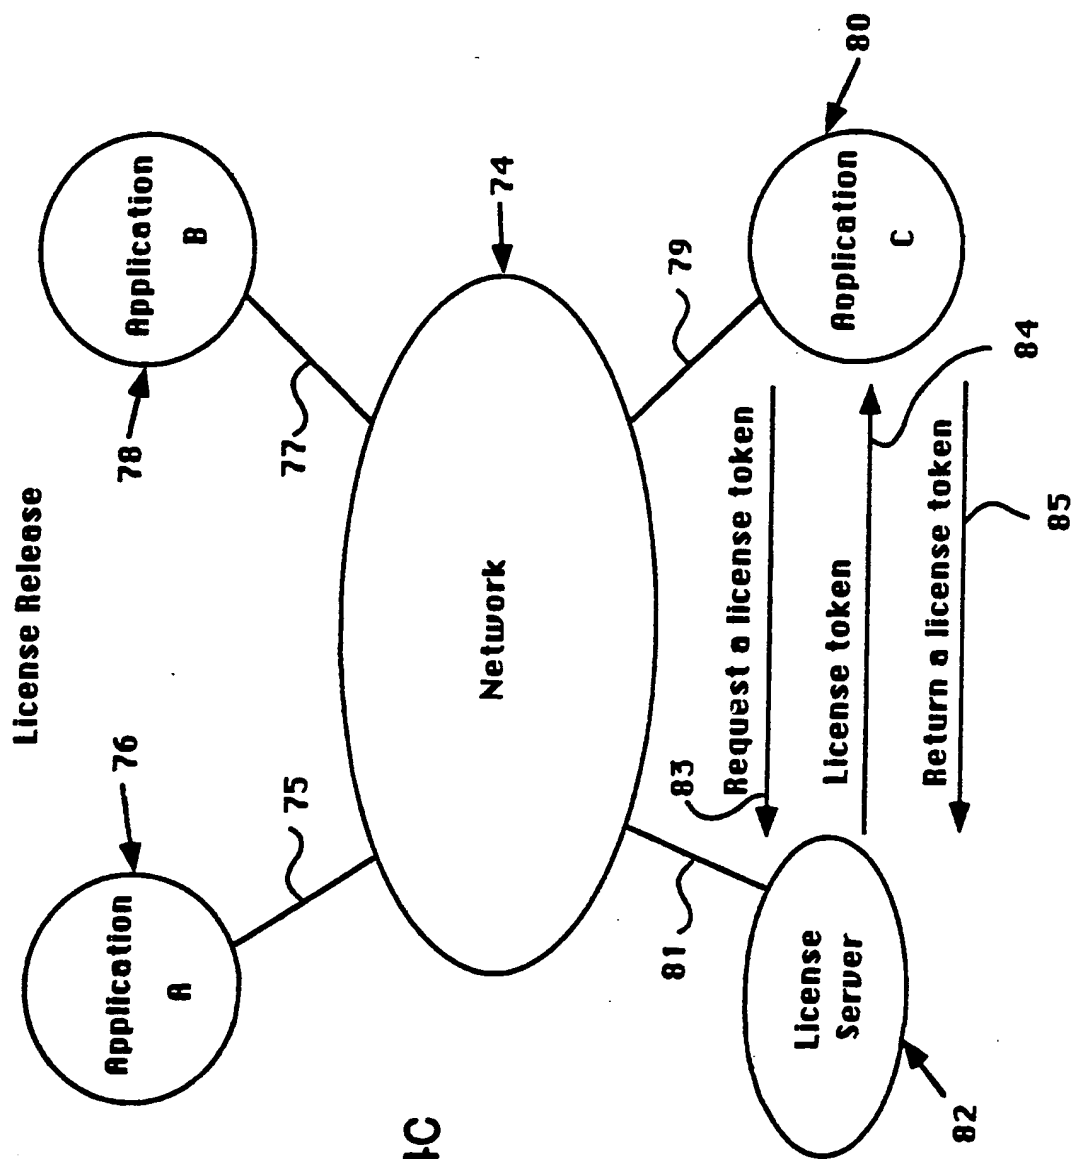 License Release
76
Application
A
75
78
Application
B
77
Network
74
81
License
Server
82
83
Request a license token
License token
Return a license token
79
Aoplication
C
80
84
85
4C